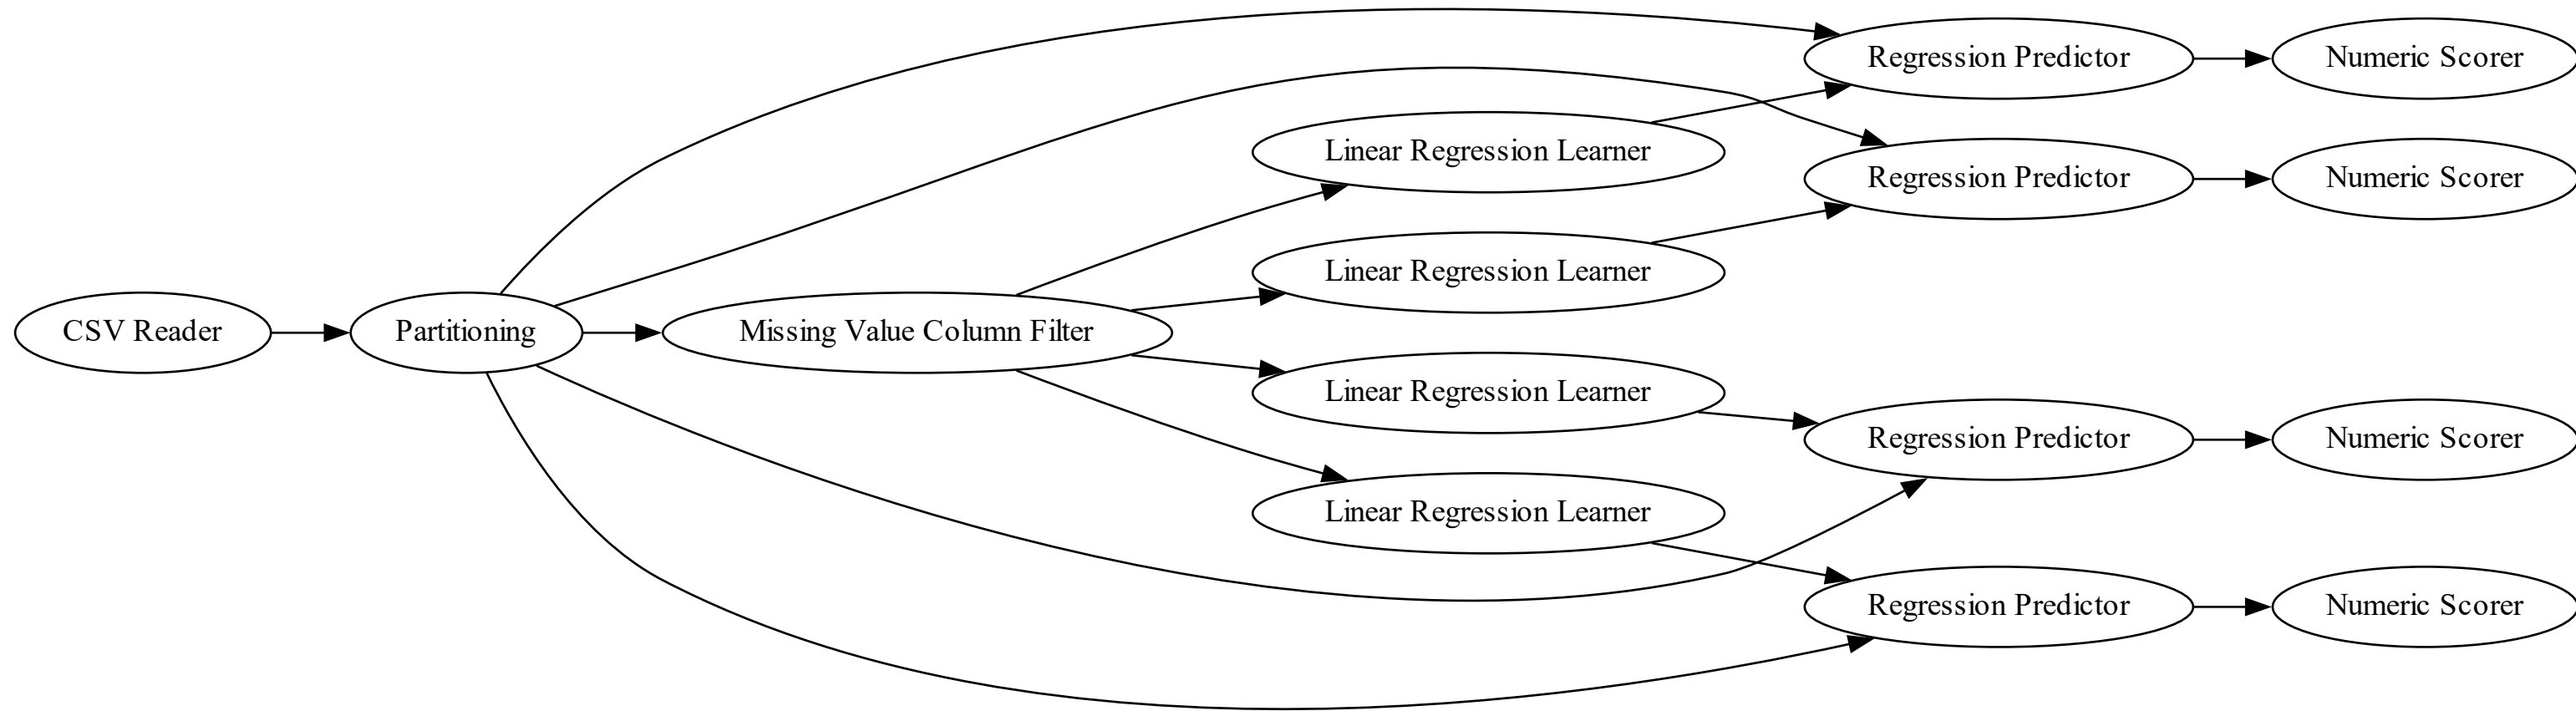 CSV Reader
Partitioning
Missing Value Column Filter
Linear Regression Learner
Linear Regression Learner
Linear Regression Learner
Linear Regression Learner
Regression Predictor
Regression Predictor
Regression Predictor
Regression Predictor
Numeric Scorer
Numeric Scorer
Numeric Scorer
Numeric Scorer